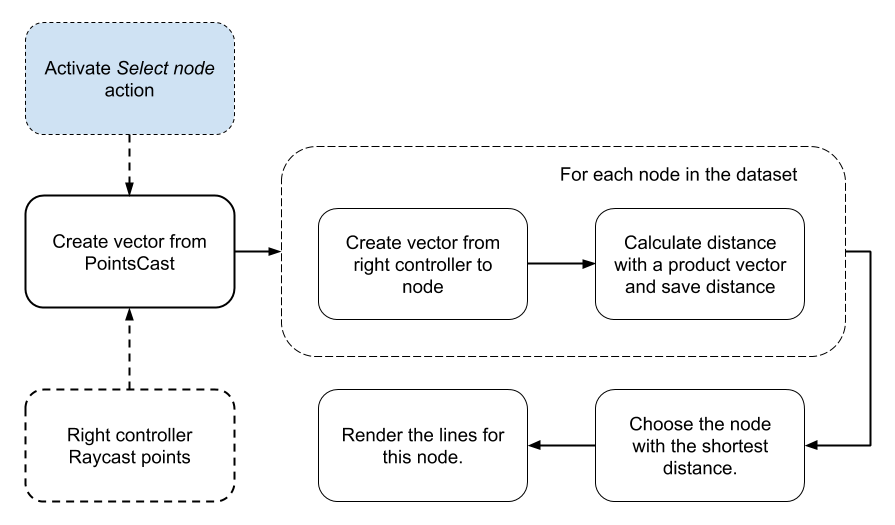 Activate Select node
action
Create vector from
PointsCast
Right controller
Raycast points
For each node in the dataset
Create vector from
right controller to
node
Calculate distance
with a product vector
and save distance
Choose the node
with the shortest
distance.
Render the lines for
this node.